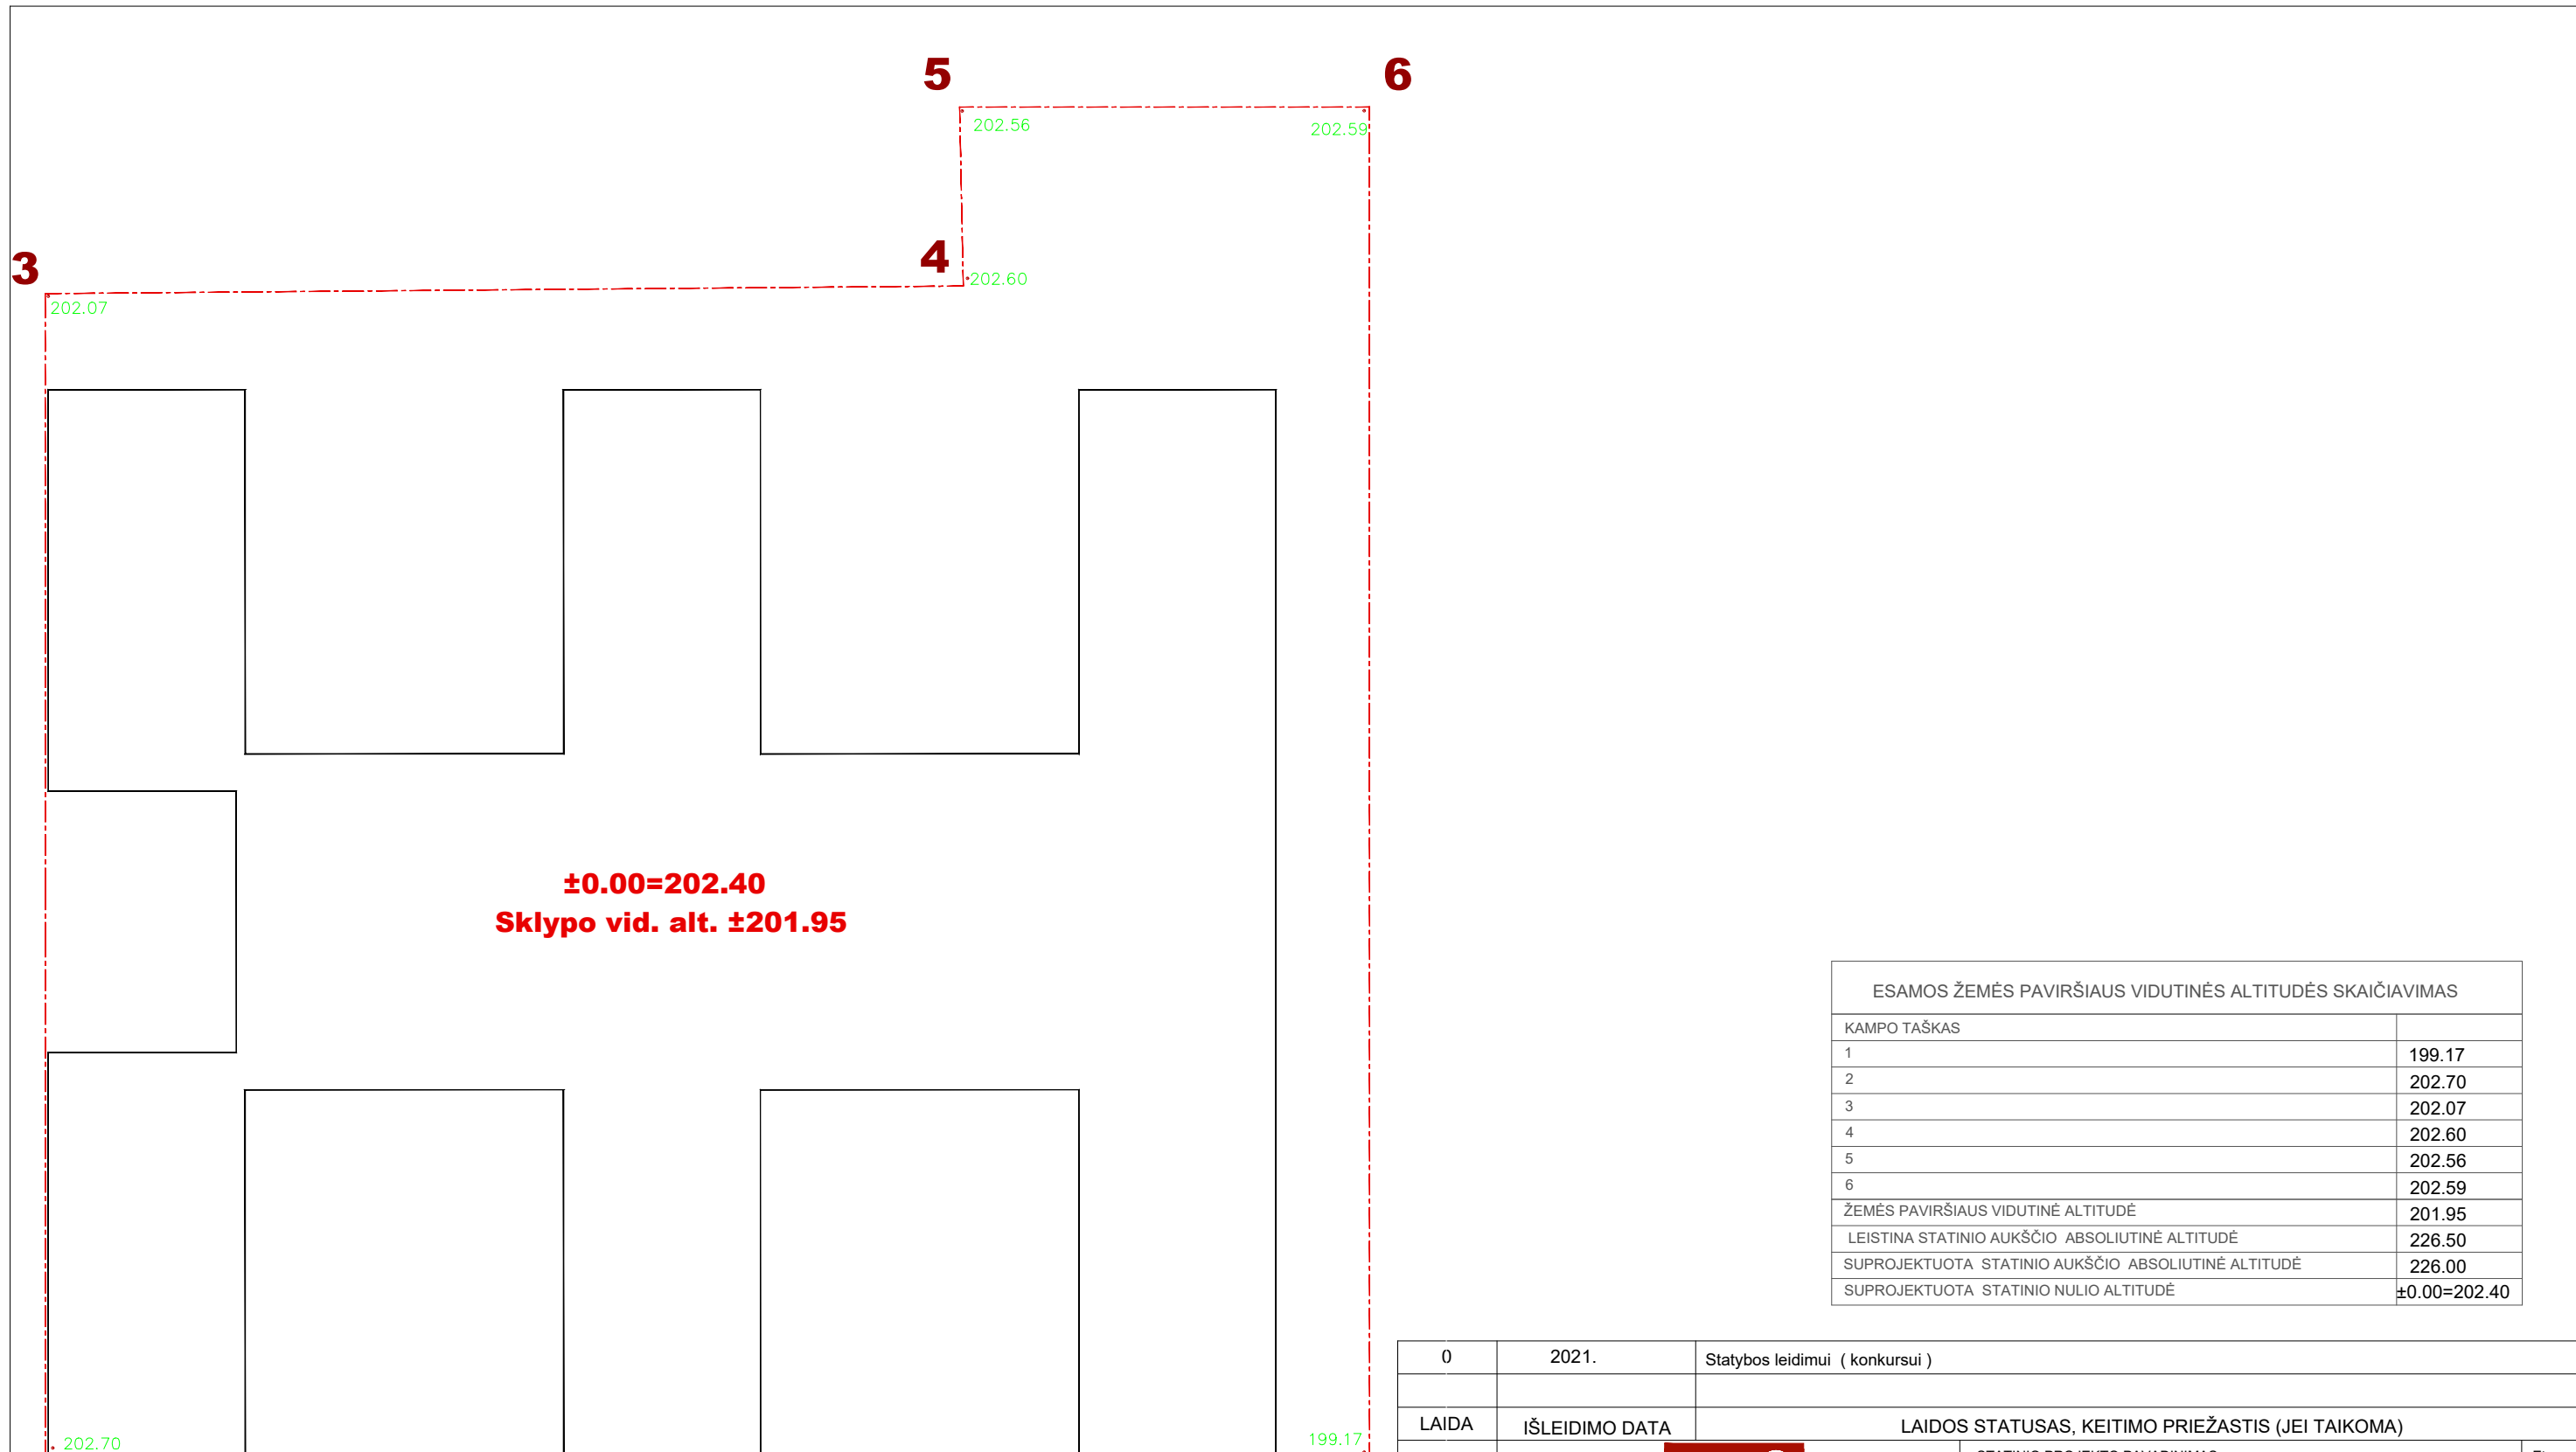 5
6
202.56
202.59
3
4
202.60
202.07
±0.00=202.40
Sklypo vid. alt. ±201.95
ESAMOS ŽEMĖS PAVIRŠIAUS VIDUTINĖS ALTITUDĖS SKAIČIAVIMAS
KAMPO TAŠKAS
1 199.17
2 202.70
3 202.07
4 202.60
5 202.56
6 202.59
ŽEMĖS PAVIRŠIAUS VIDUTINĖ ALTITUDĖ 201.95
LEISTINA STATINIO AUKŠČIO ABSOLIUTINĖ ALTITUDĖ 226.50
SUPROJEKTUOTA STATINIO AUKŠČIO ABSOLIUTINĖ ALTITUDĖ 226.00
SUPROJEKTUOTA STATINIO NULIO ALTITUDĖ ±0.00=202.40
0 2021. Statybos leidimui ( konkursui )
LAIDA IŠLEIDIMO DATA LAIDOS STATUSAS, KEITIMO PRIEŽASTIS (JEI TAIKOMA)
202.70
199.17